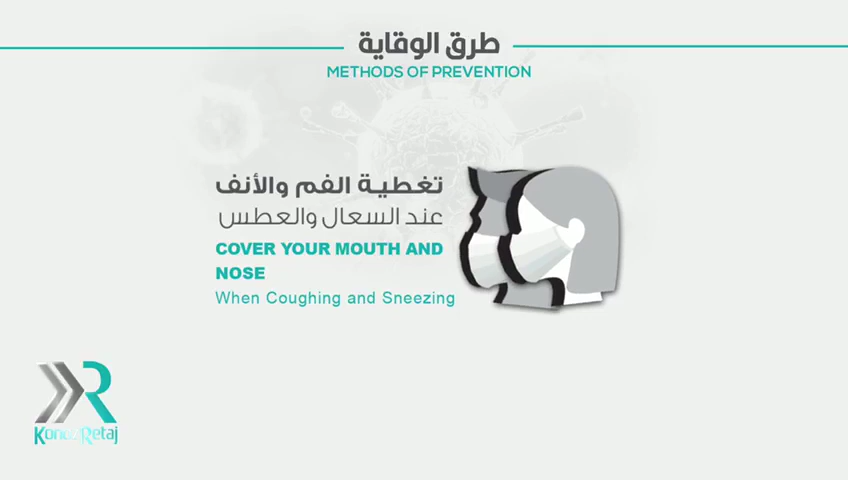 طرق الوقاية
METHODS OF PREVENTION
تغطية الفم والأنف
عند السعال والعطس
COVER YOUR MOUTH AND
NOSE
When Coughing and Sneezing
Retaj